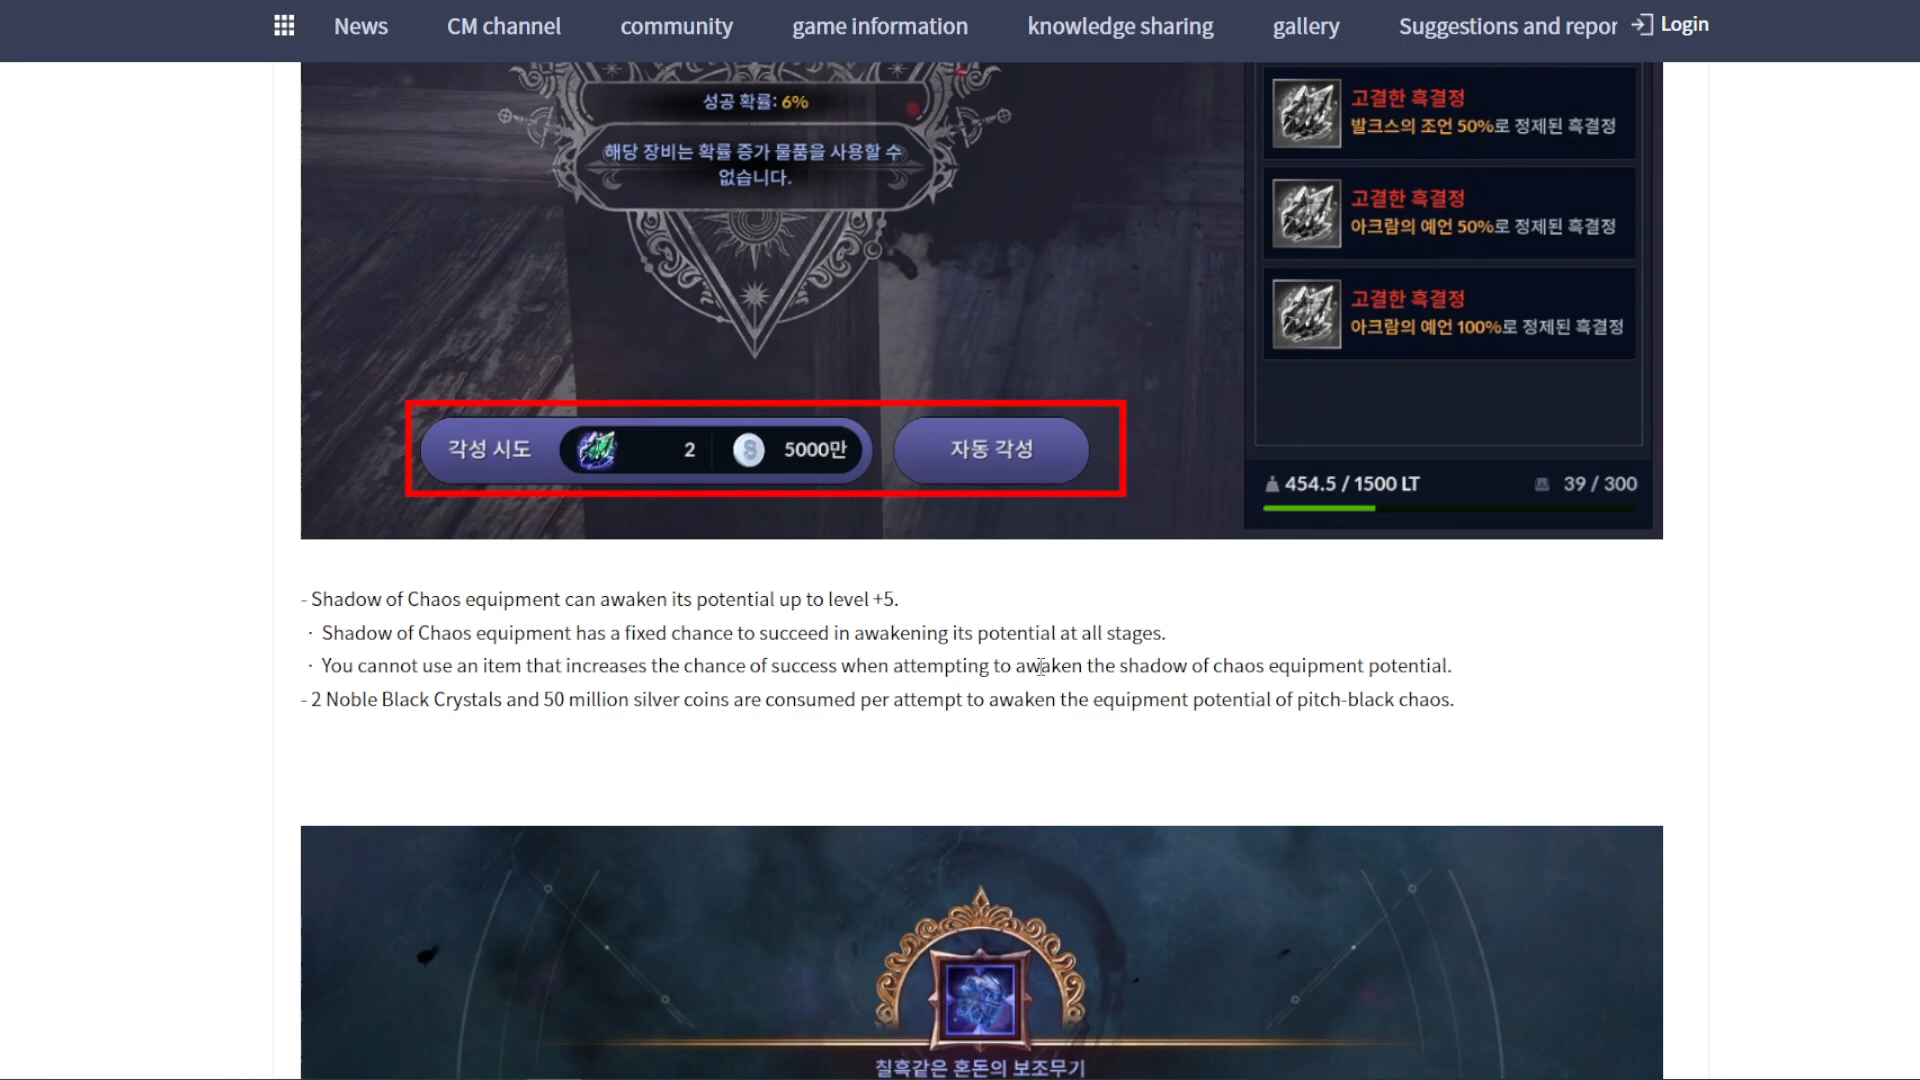 News CM channel community game information knowledge sharing gallery Suggestions and repor Login
성공 확률: 6%
해당 장비는 확률 증가 물품을 사용할 수
없습니다.
각성 시도 2 5000만 자동 각성
고결한 흑결정
발크스의 조언 50%로 정제된 흑결정
고결한 흑결정
아크람의 예언 50%로 정제된 흑결정
고결한 흑결정
아크람의 예언 100%로 정제된 흑결정
454.5 / 1500 LT 39 / 300
- Shadow of Chaos equipment can awaken its potential up to level +5.
· Shadow of Chaos equipment has a fixed chance to succeed in awakening its potential at all stages.
· You cannot use an item that increases the chance of success when attempting to awaken the shadow of chaos equipment potential.
- 2 Noble Black Crystals and 50 million silver coins are consumed per attempt to awaken the equipment potential of pitch-black chaos.
칠흑같은 혼돈의 보조무기